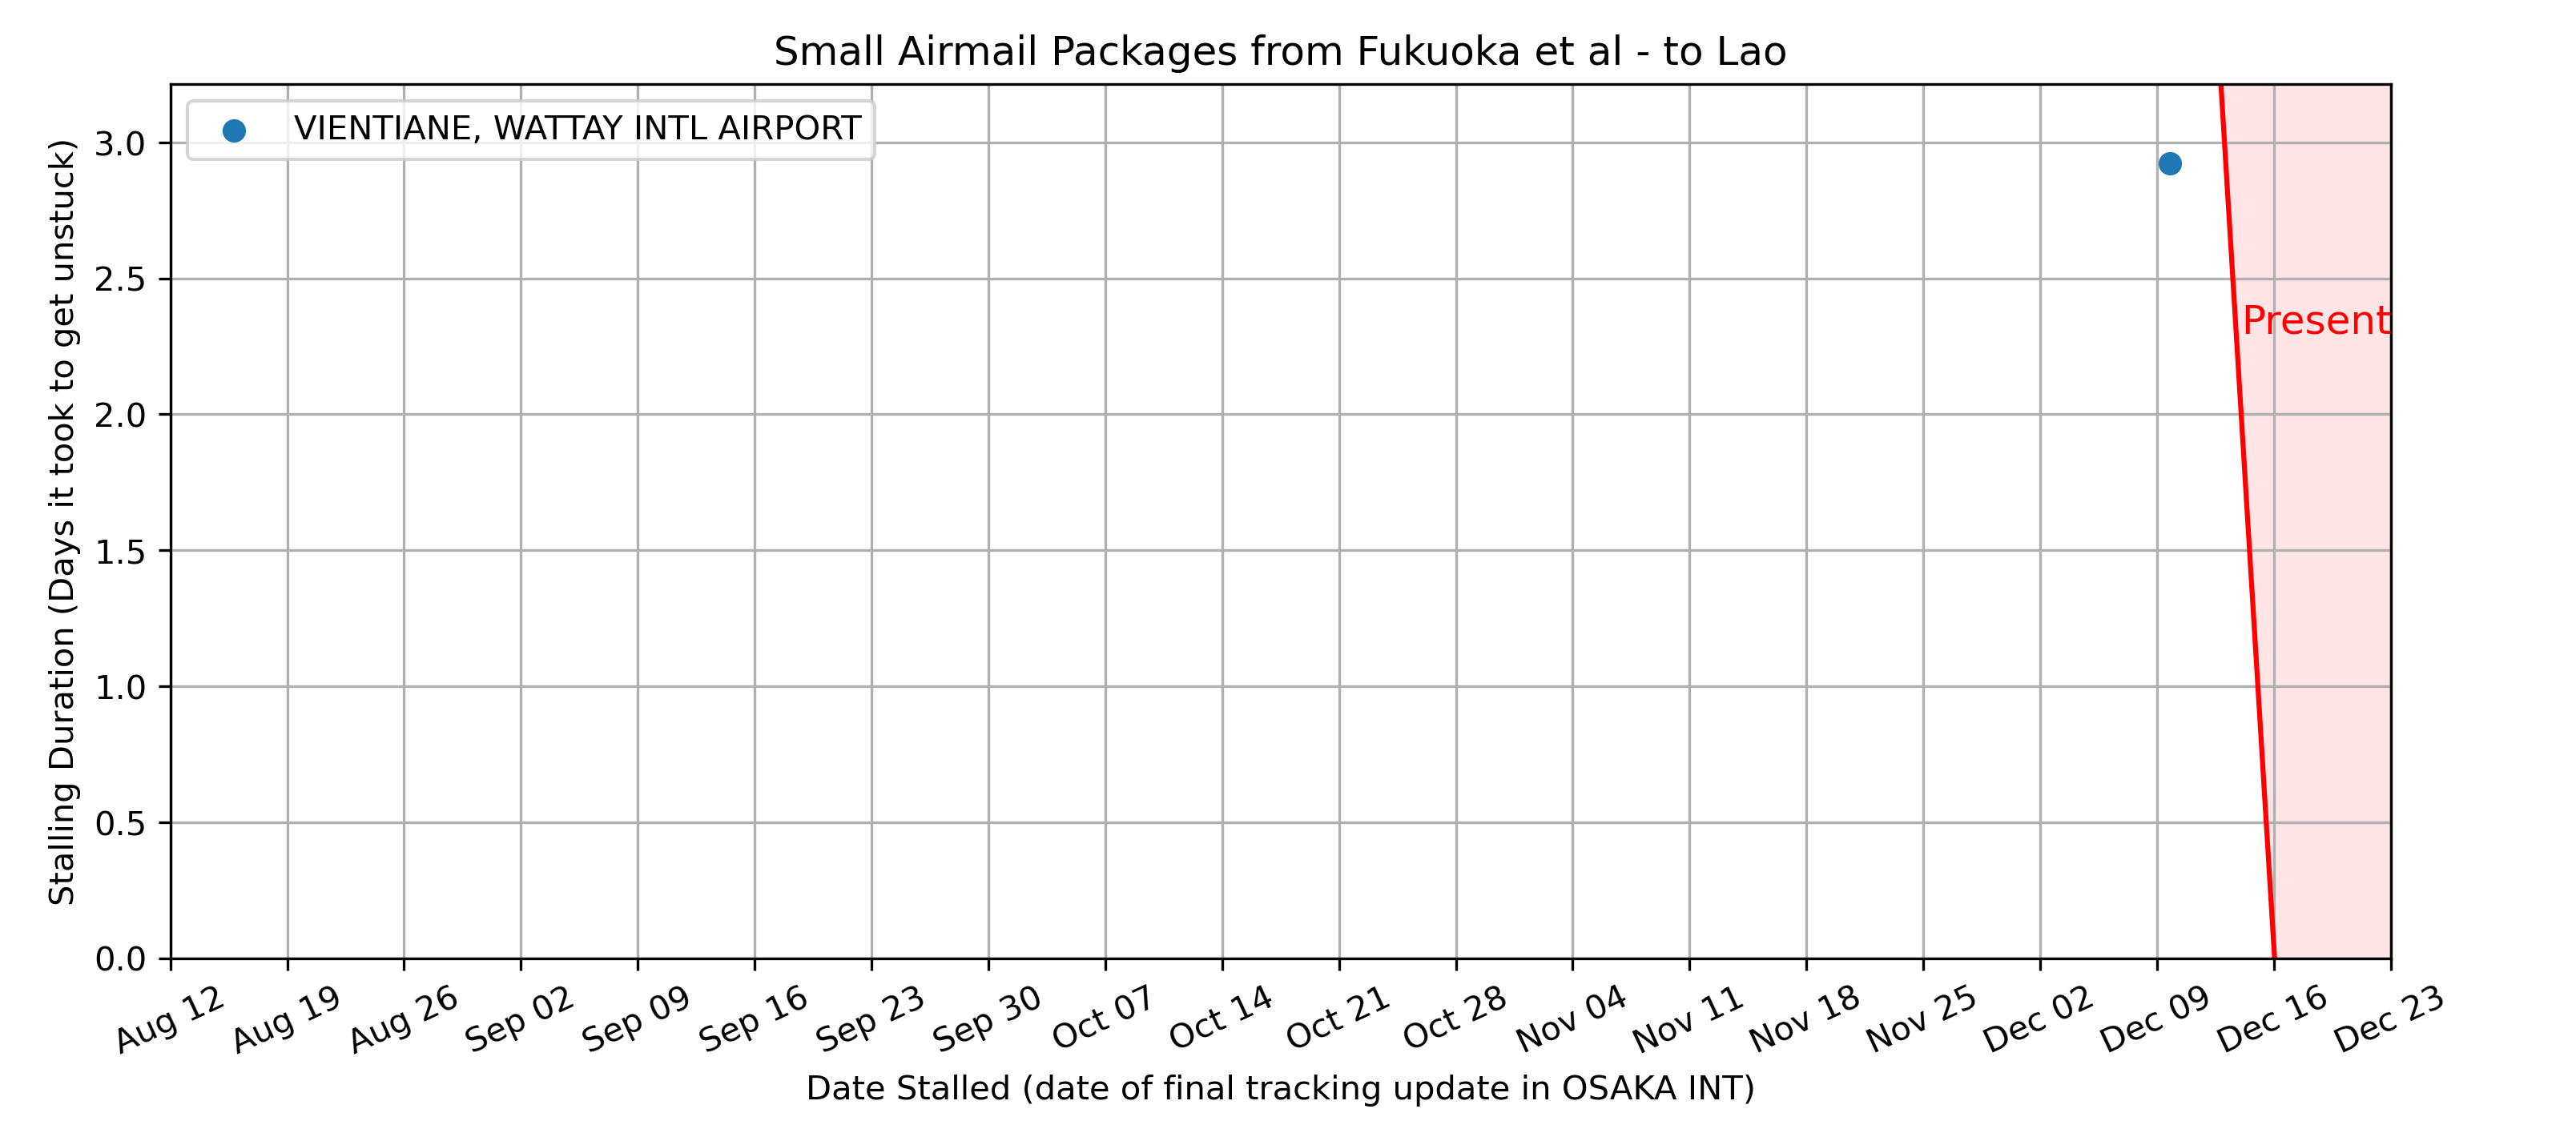 Small Airmail Packages from Fukuoka et al - to Lao
VIENTIANE, WATTAY INTL AIRPORT
Present
Stalling Duration (Days it took to get unstuck)
3.0
2.5
2.0
1.5
1.0
0.5
0.0
Aug 12 Aug 19 Aug 26 Sep 02 Sep 09 Sep 16 Sep 23 Sep 30 Oct 07 Oct 14 Oct 21 Oct 28 Nov 04 Nov 11 Nov 18 Nov 25 Dec 02 Dec 09 Dec 16 Dec 23
Date Stalled (date of final tracking update in OSAKA INT)